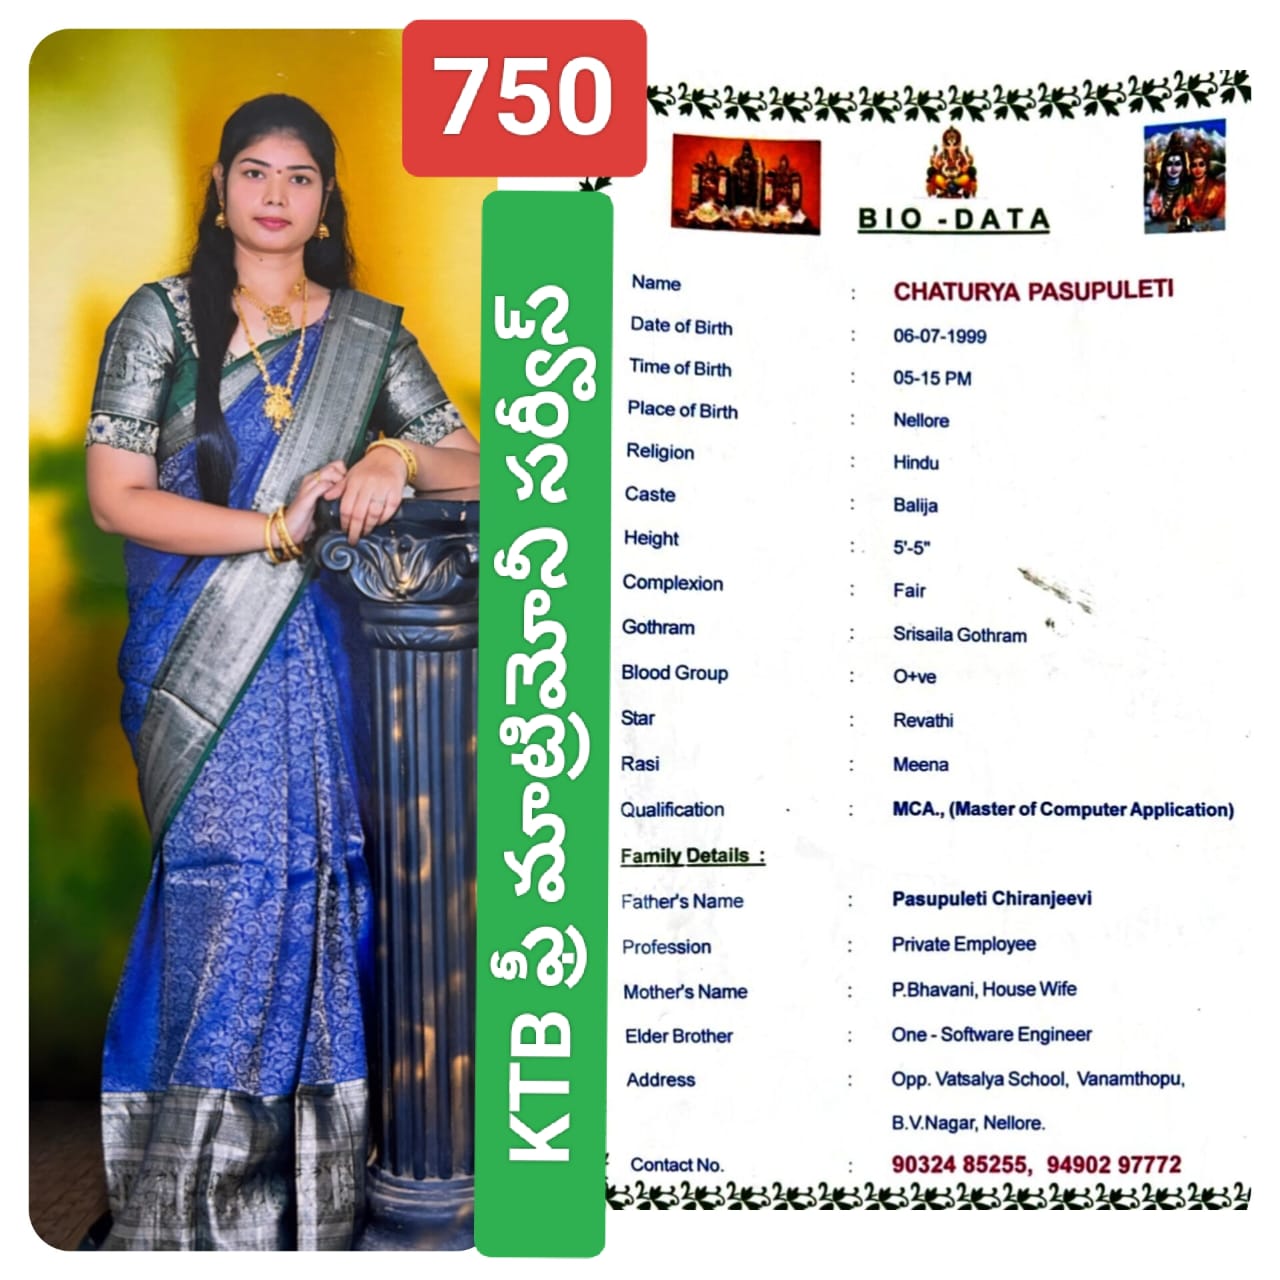 750
KTB ఫ్రీ మాట్రిమోనీ సర్వీస్
BIO -DATA
Name : CHATURYA PASUPULETI
Date of Birth : 06-07-1999
Time of Birth : 05-15 PM
Place of Birth : Nellore
Religion : Hindu
Caste : Balija
Height : 5'-5"
Complexion : Fair
Gothram : Srisaila Gothram
Blood Group : O+ve
Star : Revathi
Rasi : Meena
Qualification : MCA., (Master of Computer Application)
Family Details :
Father's Name : Pasupuleti Chiranjeevi
Profession : Private Employee
Mother's Name : P.Bhavani, House Wife
Elder Brother : One - Software Engineer
Address : Opp. Vatsalya School, Vanamthopu,
B.V.Nagar, Nellore.
Contact No. : 90324 85255, 94902 97772